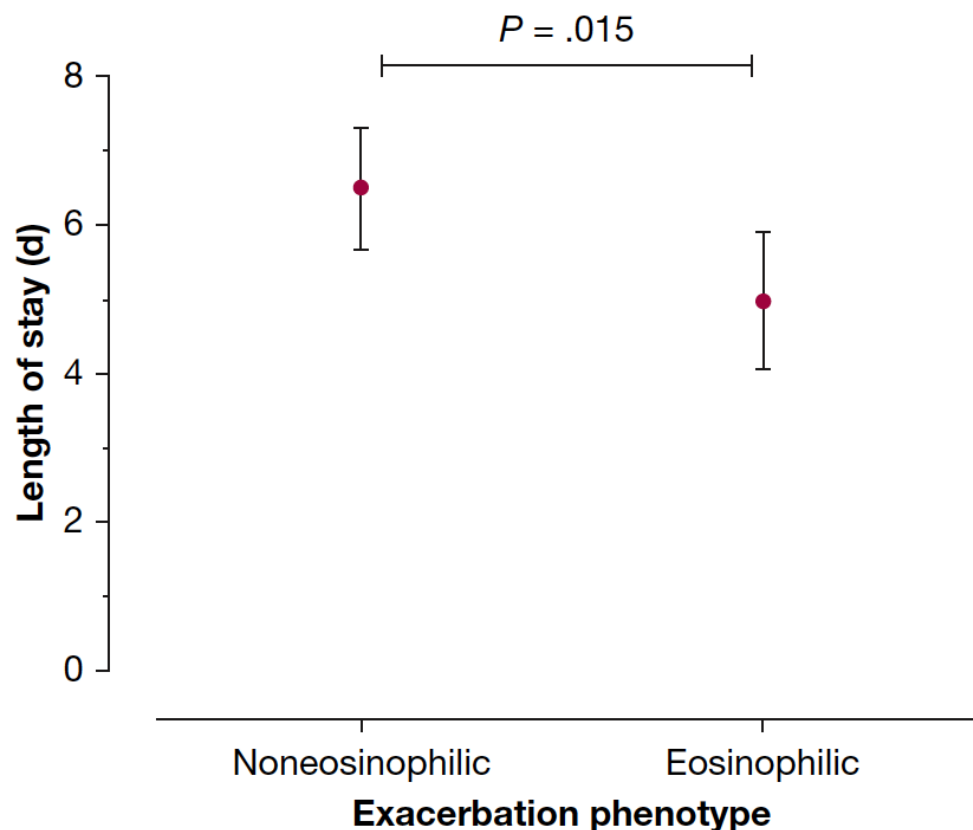 P = .015
8
6
4
2
0
Length of stay (d)
Noneosinophilic Eosinophilic
Exacerbation phenotype